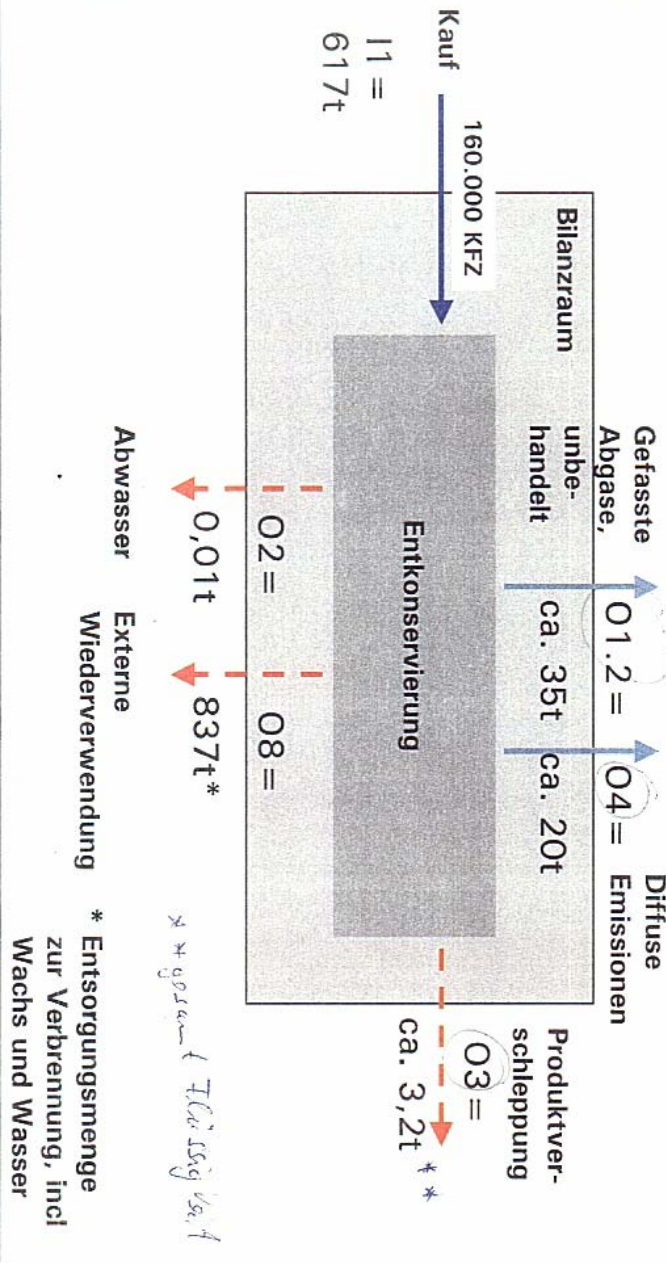 Kauf
160.000 KFZ
I1 =
617t
Bilanzraum
Gefasste
Abgase,
unbe-
handelt
O1.2 =
ca. 35t
O4 =
ca. 20t
Diffuse
Emissionen
Entkonservierung
Produktver-
schleppung
O3 =
ca. 3,2t **
O2 =
0,01t
Abwasser
O8 =
837t*
Externe
Wiederverwendung
** gesamt Flüssigkeit
* Entsorgungsmenge
zur Verbrennung, incl
Wachs und Wasser